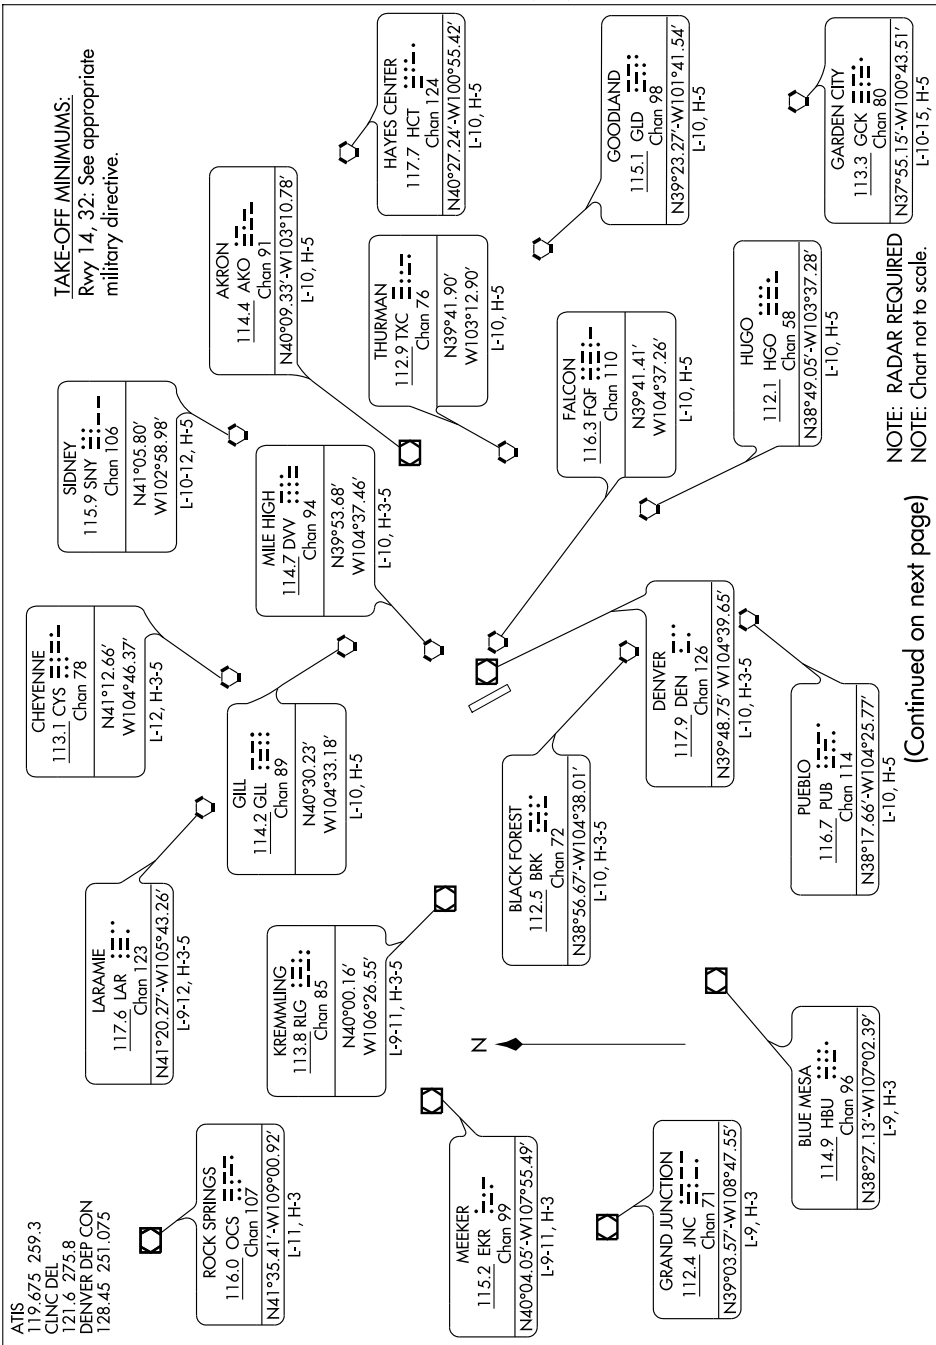 ATIS
119.675 259.3
CLNC DEL
121.6 275.8
DENVER DEP CON
128.45 251.075
TAKE-OFF MINIMUMS:
Rwy 14, 32: See appropriate
military directive.
ROCK SPRINGS
116.0 OCS
Chan 107
N41°35.41'-W109°00.92'
L-11, H-3
LARAMIE
117.6 LAR
Chan 123
N41°20.27'-W105°43.26'
L-9-12, H-3-5
CHEYENNE
113.1 CYS
Chan 78
N41°12.66'
W104°46.37'
L-12, H-3-5
SIDNEY
115.9 SNY
Chan 106
N41°05.80'
W102°58.98'
L-10-12, H-5
GILL
114.2 GLL
Chan 89
N40°30.23'
W104°33.18'
L-10, H-5
MILE HIGH
114.7 DVV
Chan 94
N39°53.68'
W104°37.46'
L-10, H-3-5
AKRON
114.4 AKO
Chan 91
N40°09.33'-W103°10.78'
L-10, H-5
HAYES CENTER
117.7 HCT
Chan 124
N40°27.24'-W100°55.42'
L-10, H-5
KREMMLING
113.8 RLG
Chan 85
N40°00.16'
W106°26.55'
L-9-11, H-3-5
THURMAN
112.9 TXC
Chan 76
N39°41.90'
W103°12.90'
L-10, H-5
MEEKER
115.2 EKR
Chan 99
N40°04.05'-W107°55.49'
L-9-11, H-3
N
BLACK FOREST
112.5 BRK
Chan 72
N38°56.67'-W104°38.01'
L-10, H-3-5
FALCON
116.3 FQF
Chan 110
N39°41.41'
W104°37.26'
L-10, H-5
GOODLAND
115.1 GLD
Chan 98
N39°23.27'-W101°41.54'
L-10, H-5
GRAND JUNCTION
112.4 JNC
Chan 71
N39°03.57'-W108°47.55'
L-9, H-3
DENVER
117.9 DEN
Chan 126
N39°48.75' W104°39.65'
L-10, H-3-5
HUGO
112.1 HGO
Chan 58
N38°49.05'-W103°37.28'
L-10, H-5
BLUE MESA
114.9 HBU
Chan 96
N38°27.13'-W107°02.39'
L-9, H-3
PUEBLO
116.7 PUB
Chan 114
N38°17.66'-W104°25.77'
L-10, H-5
GARDEN CITY
113.3 GCK
Chan 80
N37°55.15'-W100°43.51'
L-10-15, H-5
NOTE: RADAR REQUIRED
NOTE: Chart not to scale.
(Continued on next page)